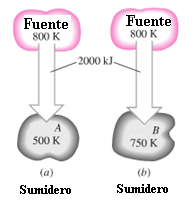 Fuente
800 K
Fuente
800 K
2000 kJ
A
500 K
B
750 K
(a)
(b)
Sumidero
Sumidero